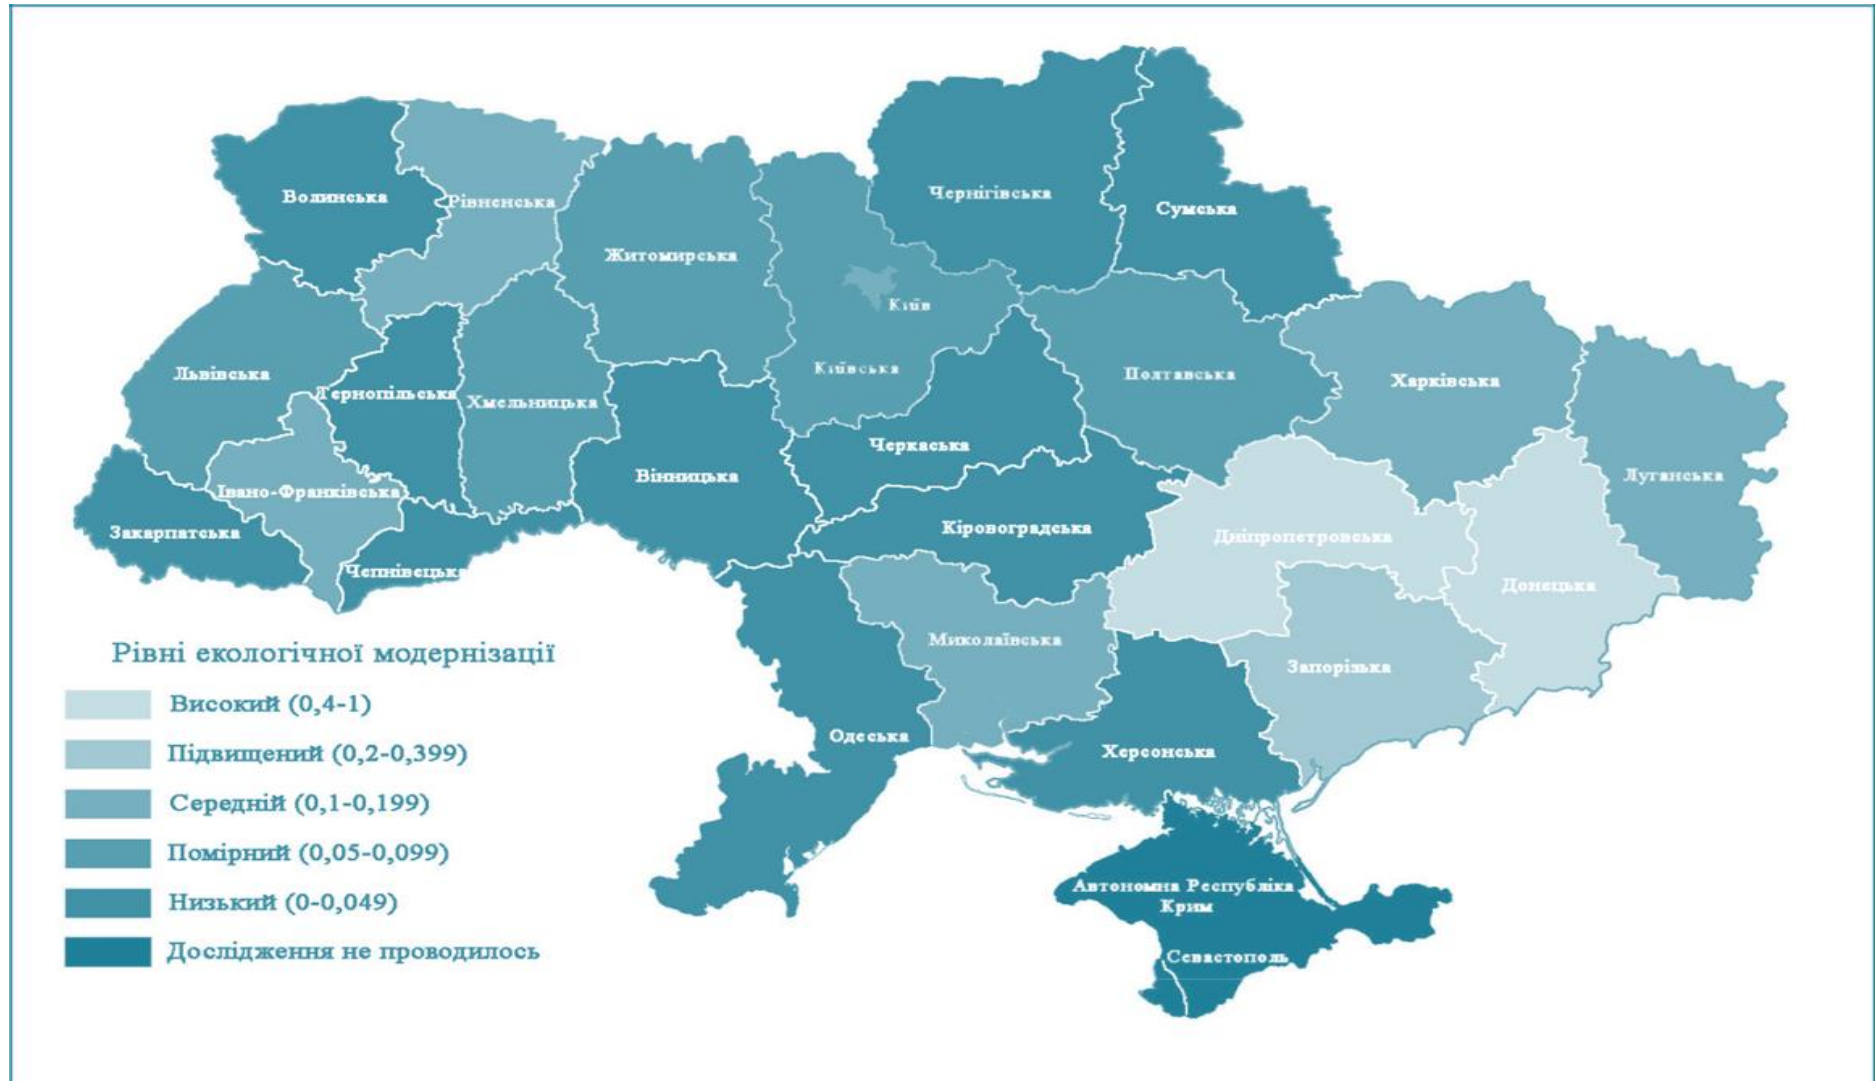 Волинська
Рівненська
Житомирська
Чернігівська
Сумська
Київ
Київська
Львівська
Тернопільська
Хмельницька
Полтавська
Харківська
Черкаська
Вінницька
Луганська
Івано-Франківська
Закарпатська
Чепнівецька
Кіровоградська
Дніпропетровська
Донецька
Миколаївська
Запорізька
Одеська
Херсонська
Автономна Республіка
Крим
Севастополь
Рівні екологічної модернізації
Високий (0,4-1)
Підвищений (0,2-0,399)
Середній (0,1-0,199)
Помірний (0,05-0,099)
Низький (0-0,049)
Дослідження не проводилось